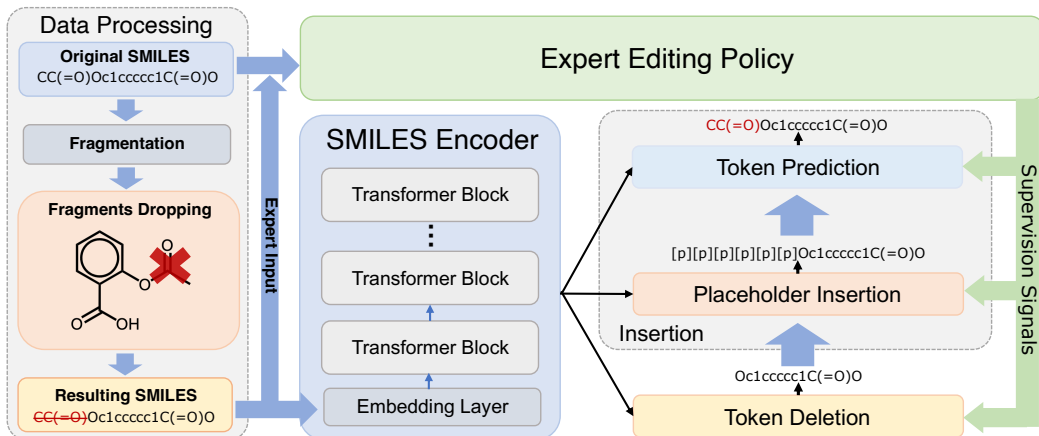 Data Processing
Original SMILES
CC(=O)Oc1ccccc1C(=O)O
Fragmentation
Fragments Dropping
O
O
O
OH
Resulting SMILES
CC(=O)Oc1ccccc1C(=O)O
Expert Input
Expert Editing Policy
SMILES Encoder
Transformer Block
...
Transformer Block
Transformer Block
Embedding Layer
CC(=O)Oc1ccccc1C(=O)O
Token Prediction
[p][p][p][p][p][p]Oc1ccccc1C(=O)O
Placeholder Insertion
Insertion
Oc1ccccc1C(=O)O
Token Deletion
Supervision Signals